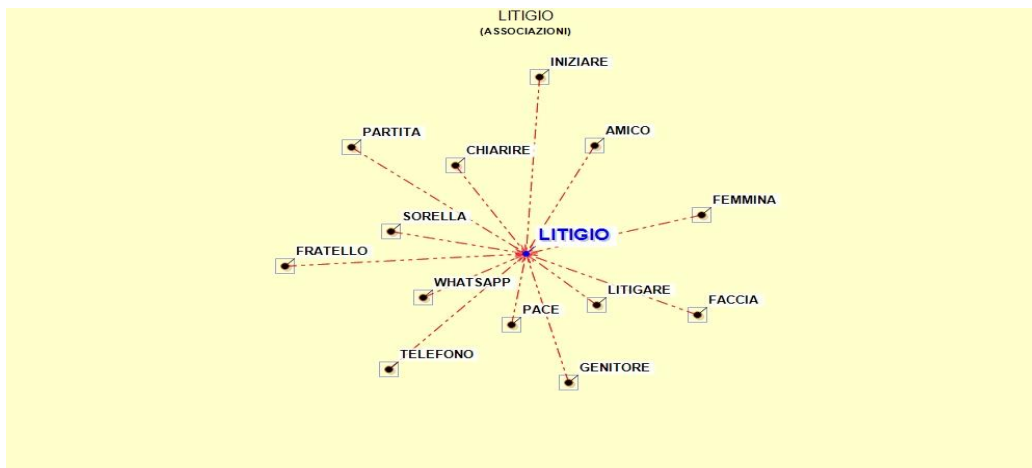 LITIGIO
(ASSOCIAZIONI)
INIZIARE
PARTITA
AMICO
CHIARIRE
FEMMINA
SORELLA
LITIGIO
FRATELLO
WHATSAPP
LITIGARE
FACCIA
PACE
TELEFONO
GENITORE